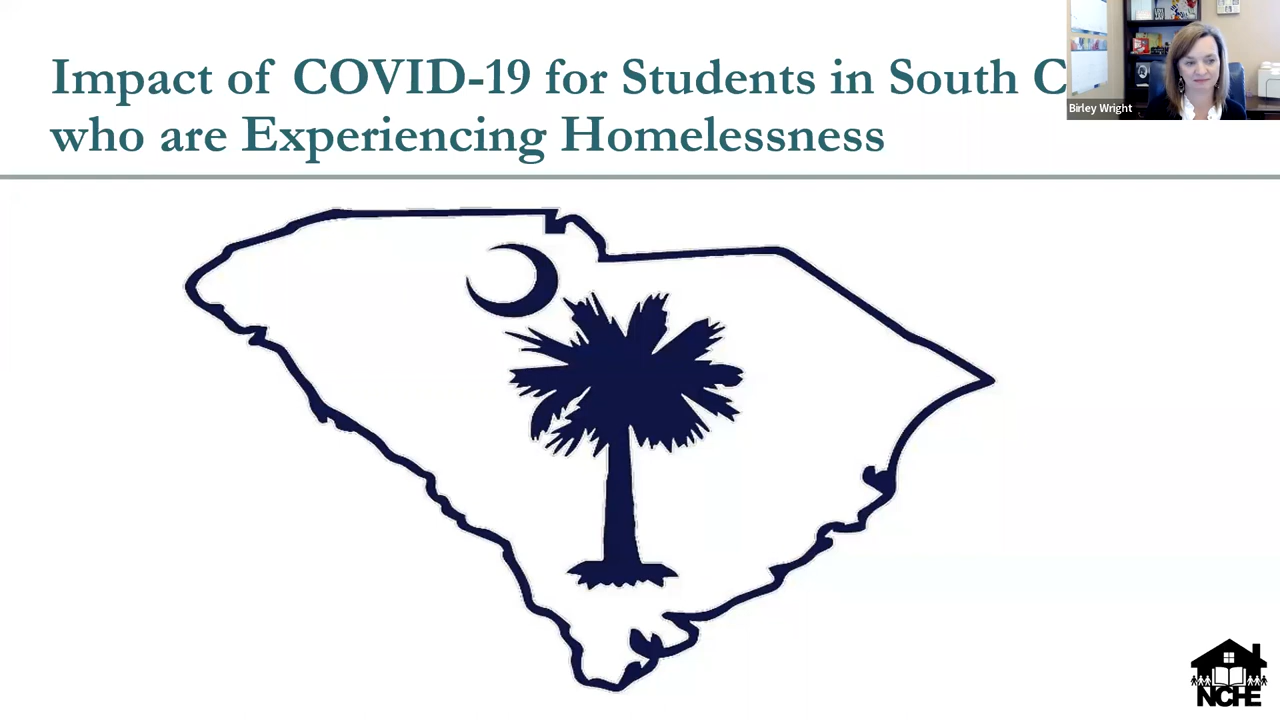 Impact of COVID-19 for Students in South C
who are Experiencing Homelessness
Birley Wright
NCHE